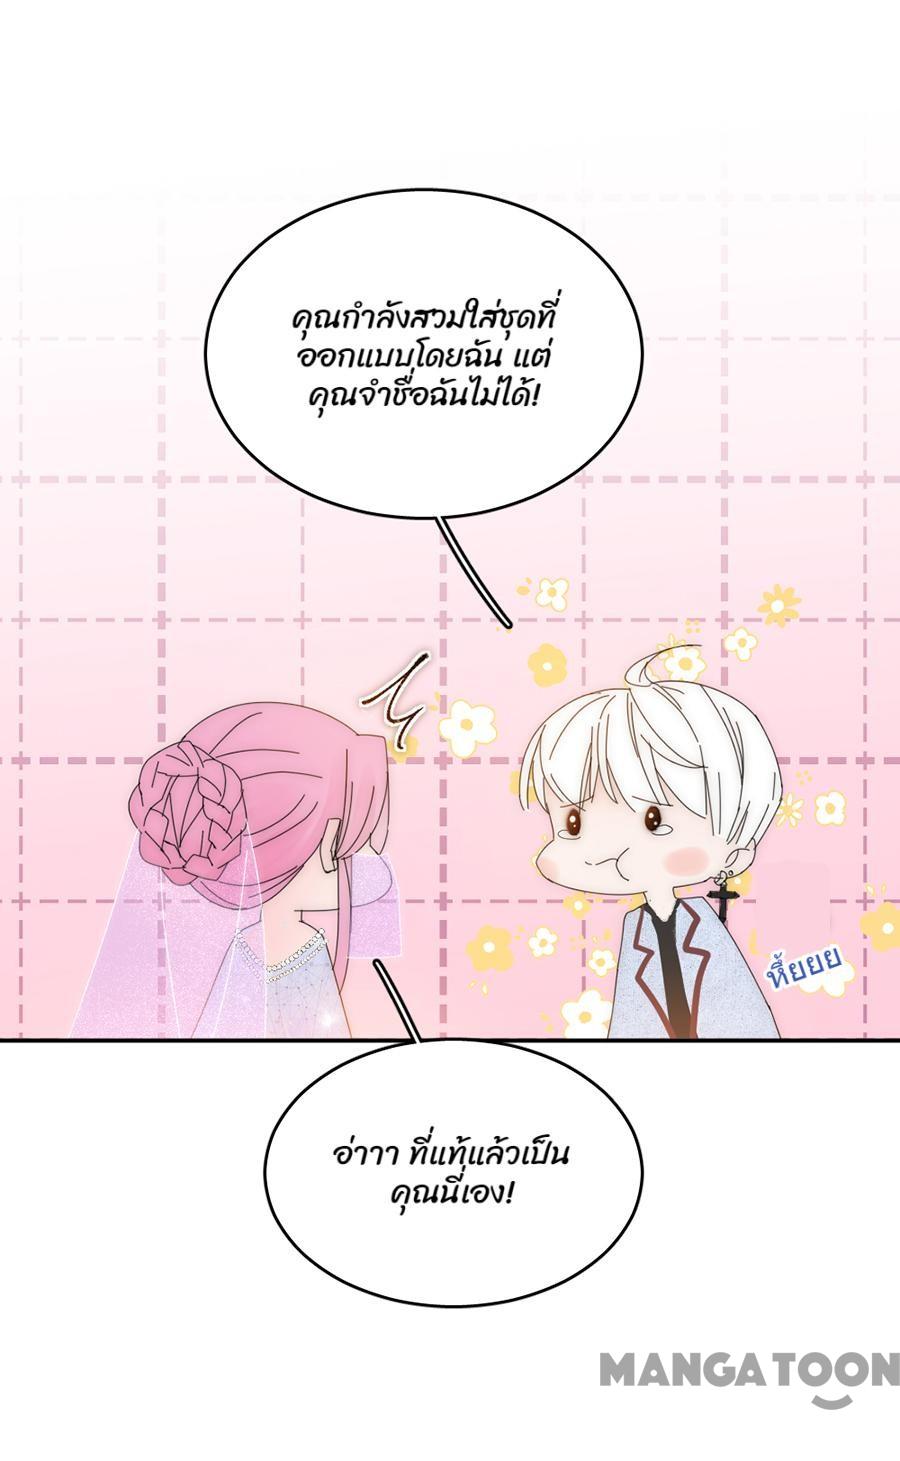 คุณกำลังสวมใส่ชุดที่
ออกแบบโดยฉัน แต่
คุณจำชื่อฉันไม่ได้!
หึ้ยยย
อ่าาา ที่แท้แล้วเป็น
คุณนี่เอง!
MANGATOON